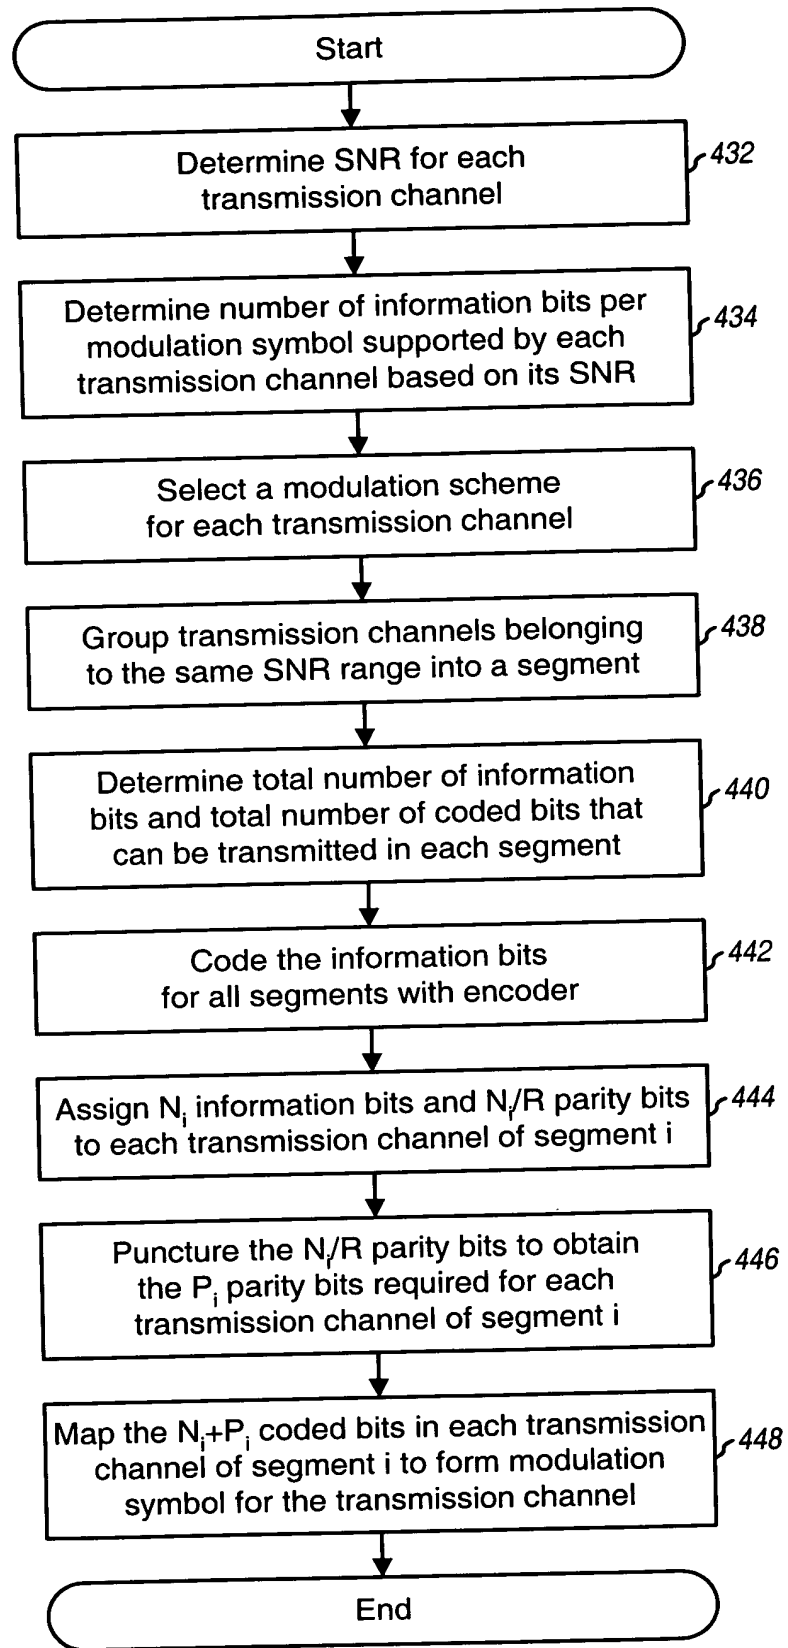 Start
Determine SNR for each
transmission channel
432
Determine number of information bits per
modulation symbol supported by each
transmission channel based on its SNR
434
Select a modulation scheme
for each transmission channel
436
Group transmission channels belonging
to the same SNR range into a segment
438
Determine total number of information
bits and total number of coded bits that
can be transmitted in each segment
440
Code the information bits
for all segments with encoder
442
Assign Ni information bits and Ni/R parity bits
to each transmission channel of segment i
444
Puncture the Ni/R parity bits to obtain
the Pi parity bits required for each
transmission channel of segment i
446
Map the Ni+Pi coded bits in each transmission
channel of segment i to form modulation
symbol for the transmission channel
448
End